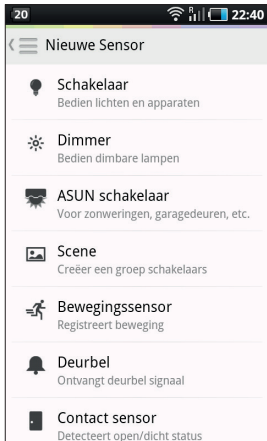 20
R
22:40
Nieuwe Sensor
Schakelaar
Bedien lichten en apparaten
Dimmer
Bedien dimbare lampen
ASUN schakelaar
Voor zonweringen, garagedeuren, etc.
Scene
Creëer een groep schakelaars
Bewegingssensor
Registreert beweging
Deurbel
Ontvangt deurbel signaal
Contact sensor
Detecteert open/dicht status